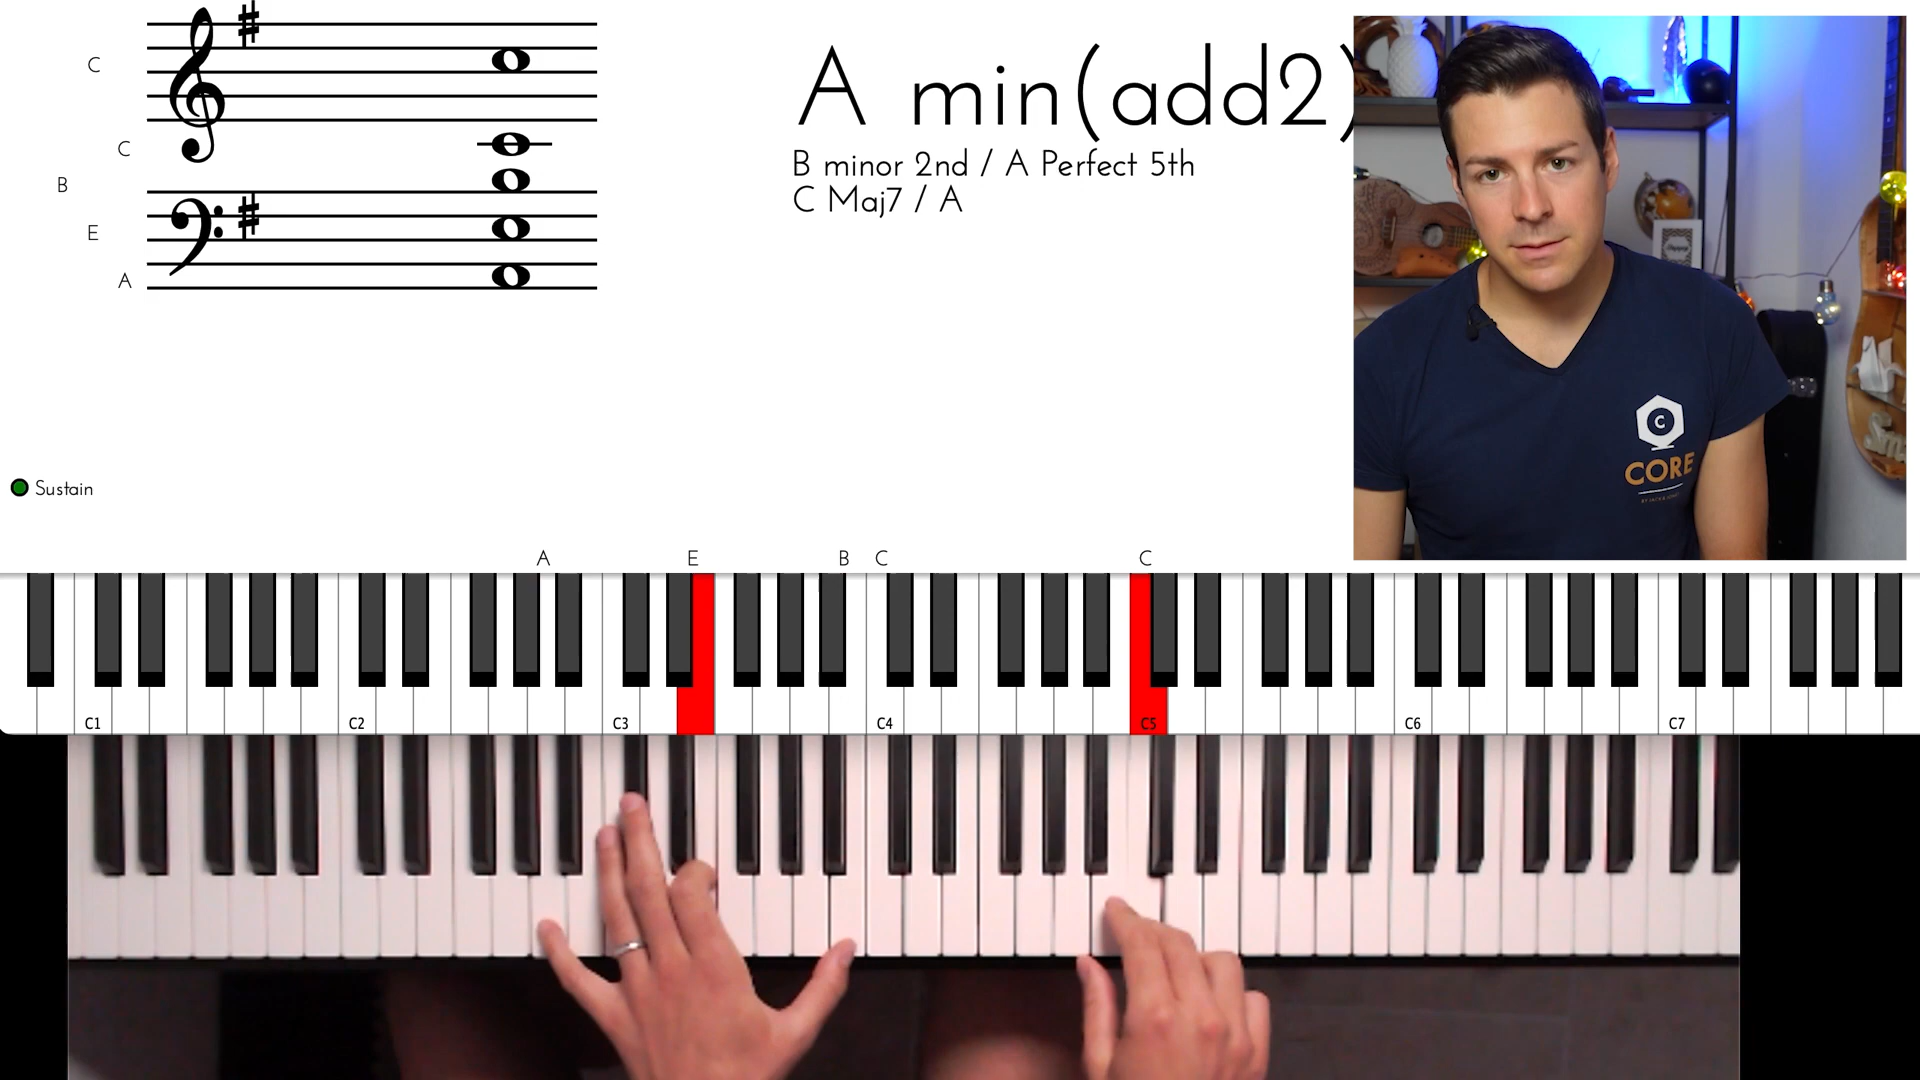 C
C
B
E
A
A min(add2)
B minor 2nd / A Perfect 5th
C Maj7 / A
C
CORE
Sustain
A E B C C
C1 C2 C3 C4 C5 C6 C7